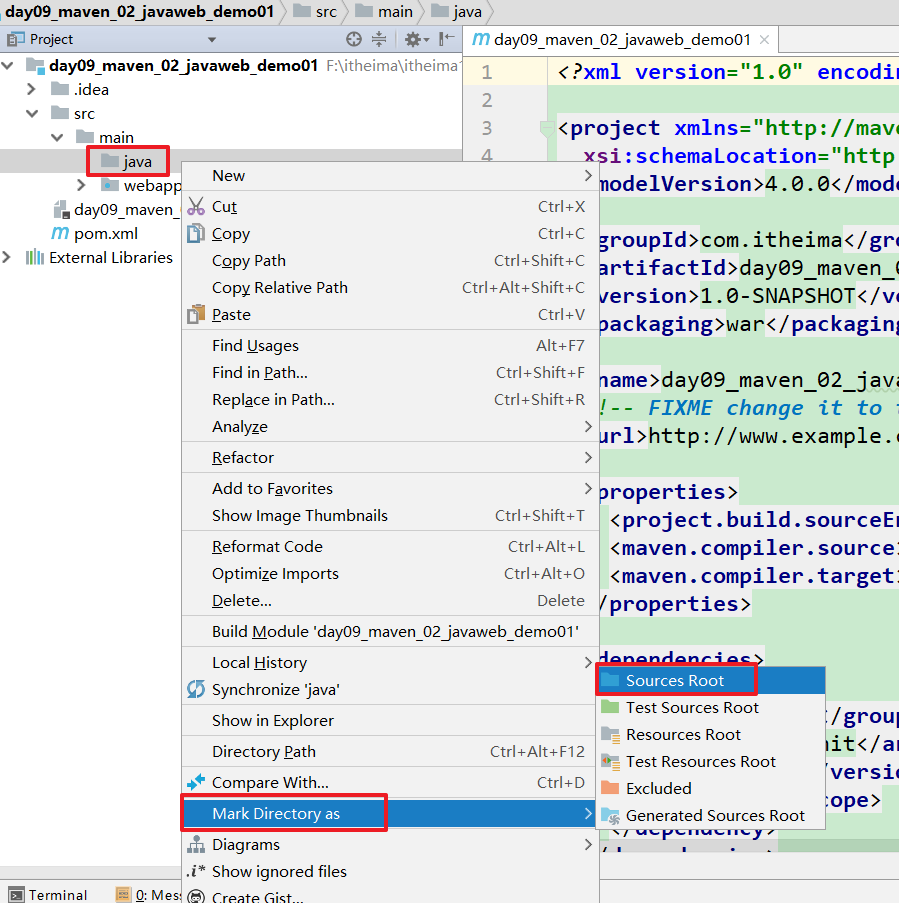 day09_maven_02_javaweb_demo01 src main java
Project
day09_maven_02_javaweb_demo01 F:\itheima\itheima1
.idea
src
main
java
webapp
day09_maven_
pom.xml
External Libraries
New
Cut Ctrl+X
Copy Ctrl+C
Copy Path Ctrl+Shift+C
Copy Relative Path Ctrl+Alt+Shift+C
Paste Ctrl+V
Find Usages Alt+F7
Find in Path... Ctrl+Shift+F
Replace in Path... Ctrl+Shift+R
Analyze
Refactor
Add to Favorites
Show Image Thumbnails Ctrl+Shift+T
Reformat Code Ctrl+Alt+L
Optimize Imports Ctrl+Alt+O
Delete... Delete
Build Module 'day09_maven_02_javaweb_demo01'
Local History
Synchronize 'java'
Show in Explorer
Directory Path Ctrl+Alt+F12
Compare With... Ctrl+D
Mark Directory as
Diagrams
.i* Show ignored files
Create Gist...
Sources Root
Test Sources Root
Resources Root
Test Resources Root
Excluded
Generated Sources Root
m day09_maven_02_javaweb_demo01
1 <?xml version="1.0" encodin
2
3 <project xmlns="http://mave
4 xsi:schemaLocation="http
modelVersion>4.0.0</mode
groupId>com.itheima</gro
artifactId>day09_maven_0
version>1.0-SNAPSHOT</ve
packaging>war</packaging
name>day09_maven_02_java
!-- FIXME change it to t
url>http://www.example.c
properties>
<project.build.sourceEn
<maven.compiler.source
<maven.compiler.target
/properties>
dependencies>
/group
nit</ar
/versio
cope>
</dependency>
Terminal 0: Mess